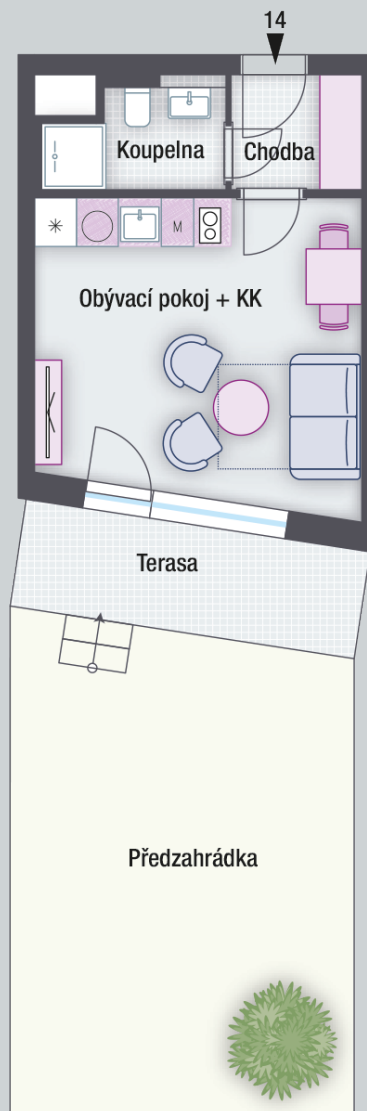 14
Koupelna
Chodba
M
Obývací pokoj + KK
Terasa
Předzahrádka